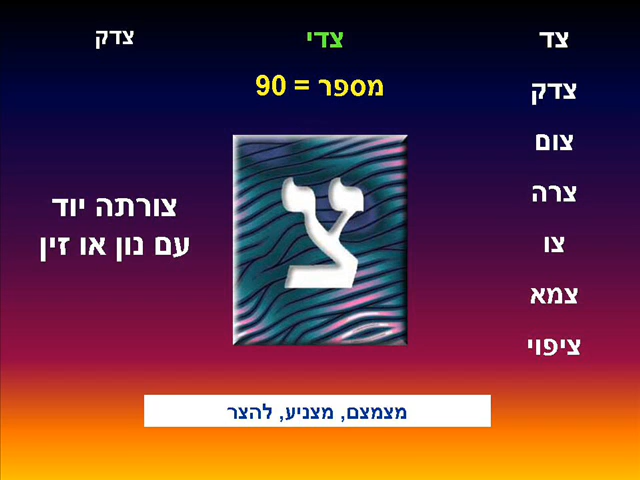 צד
צדי
צדק
מספר = 90
צדק
צום
צרה
צו
צמא
ציפוי
צ
צורתה יוד
עם נון או זין
מצמצם, מצניע, להצר